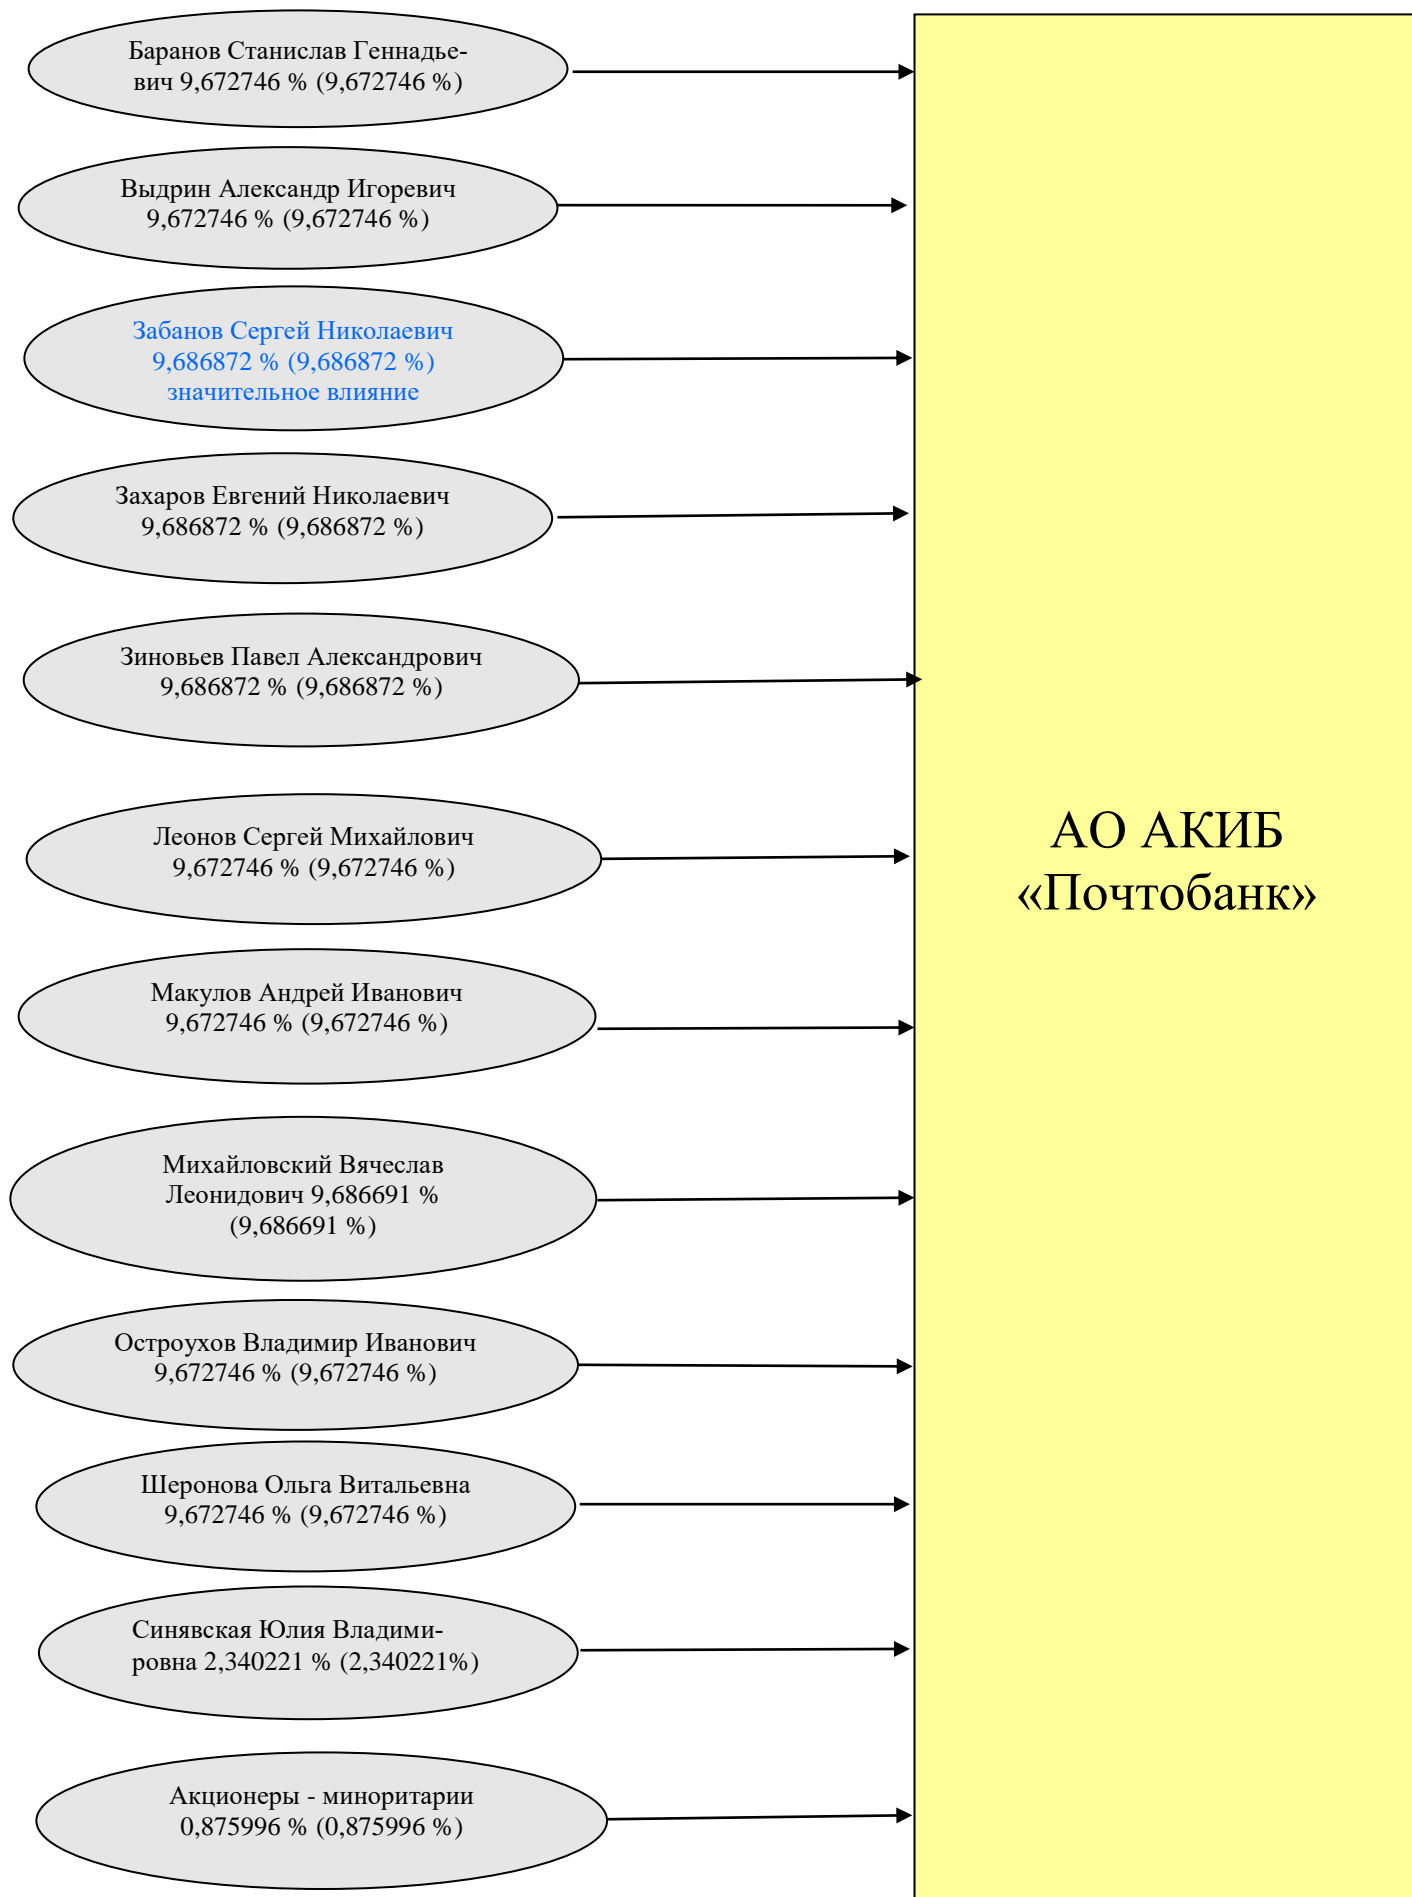 Баранов Станислав Геннадье-
вич 9,672746 % (9,672746 %)
Выдрин Александр Игоревич
9,672746 % (9,672746 %)
Забанов Сергей Николаевич
9,686872 % (9,686872 %)
значительное влияние
Захаров Евгений Николаевич
9,686872 % (9,686872 %)
Зиновьев Павел Александрович
9,686872 % (9,686872 %)
Леонов Сергей Михайлович
9,672746 % (9,672746 %)
Макулов Андрей Иванович
9,672746 % (9,672746 %)
Михайловский Вячеслав
Леонидович 9,686691 %
(9,686691 %)
Остроухов Владимир Иванович
9,672746 % (9,672746 %)
Шеронова Ольга Витальевна
9,672746 % (9,672746 %)
Синявская Юлия Владими-
ровна 2,340221 % (2,340221%)
Акционеры - миноритарии
0,875996 % (0,875996 %)
АО АКИБ
«Почтобанк»